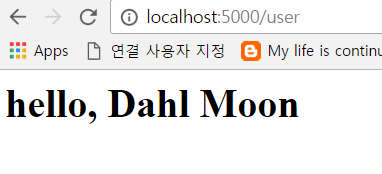 localhost:5000/user
Apps 연결 사용자 지정 My life is continu
hello, Dahl Moon